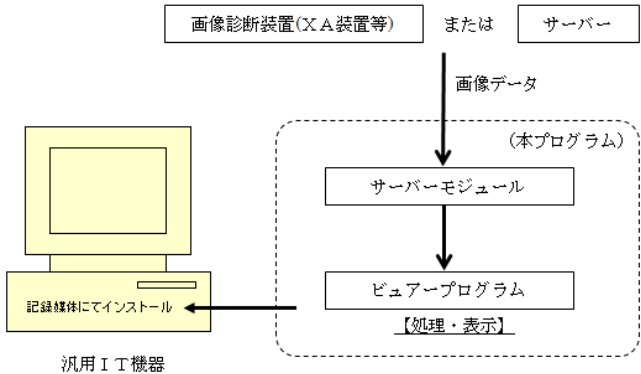 画像診断装置(ＸＡ装置等) または サーバー
画像データ
(本プログラム)
サーバーモジュール
ビュアープログラム
【処理・表示】
記録媒体にてインストール
汎用ＩＴ機器